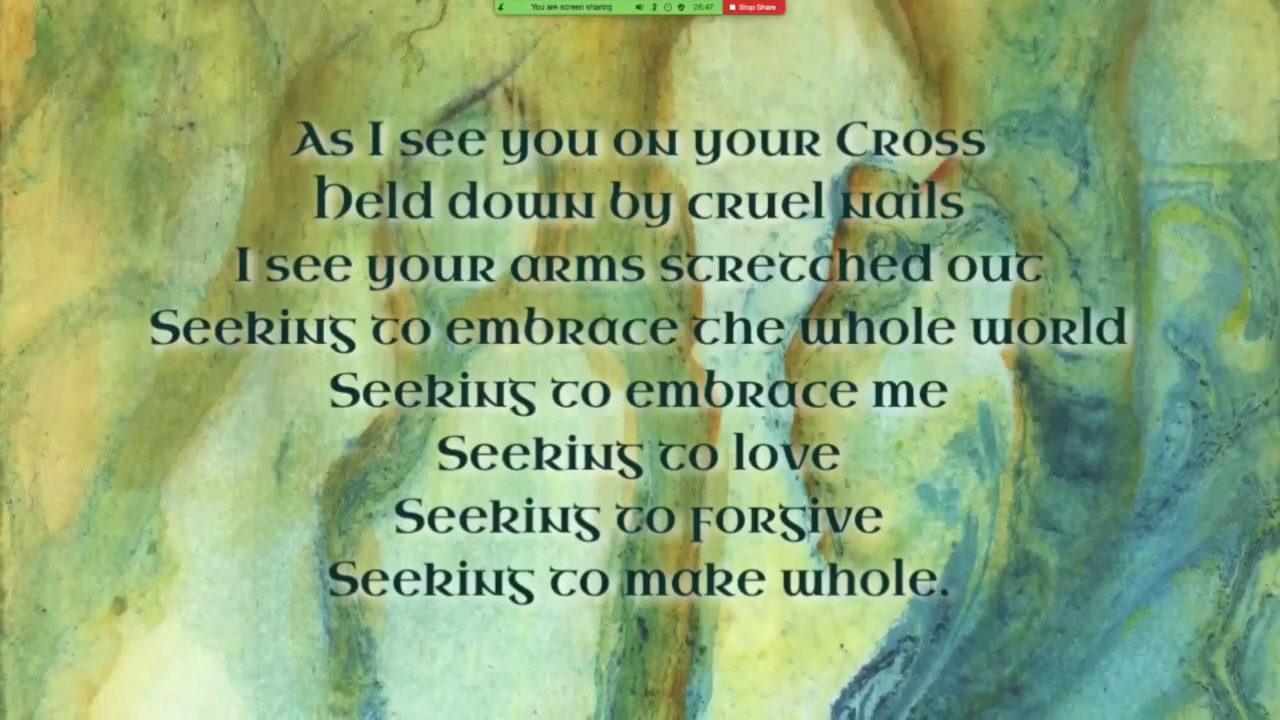 You are screen sharing 26:47 Stop Share
As I see you on your Cross
Held down by cruel nails
I see your arms stretched out
Seeking to embrace the whole world
Seeking to embrace me
Seeking to love
Seeking to forgive
Seeking to make whole.